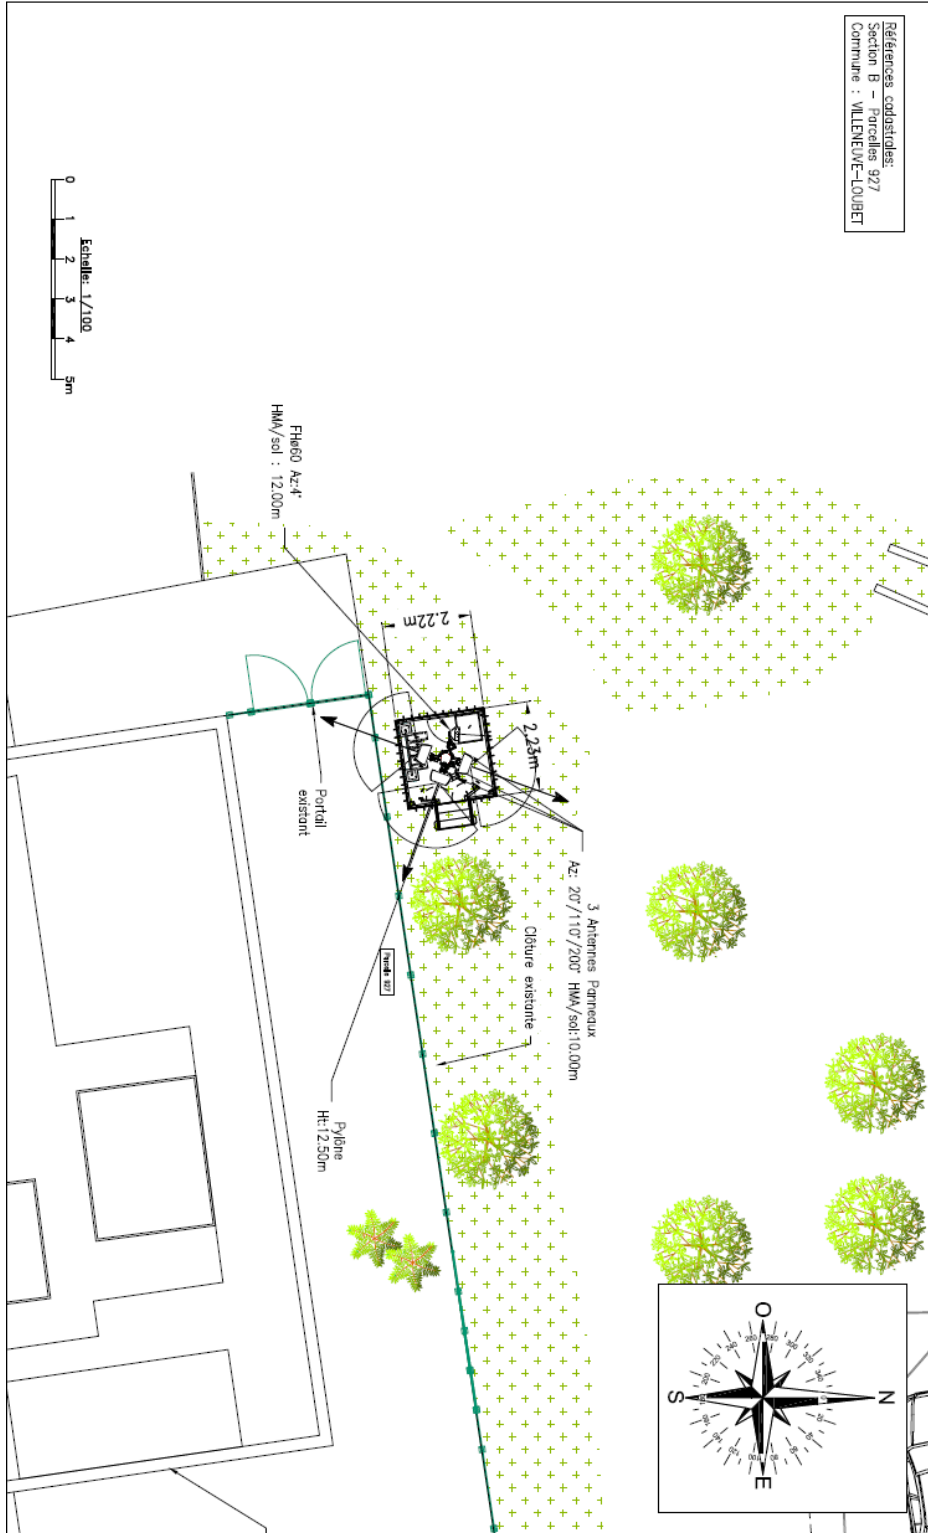 Références cadastrales:
Section B - Parcelles 927
Commune : VILLENEUVE-LOUBET
0 1 2 3 4 5m
Echelle: 1/100
FHø60 Az:4°
HMA/sol : 12.00m
2.22m
2.23m
Portail
existant
3 Antennes Panneaux
Az: 20°/110°/200° HMA/sol:10.00m
Clôture existante
Parcelle 927
Pylône
Ht:12.50m
N
O
E
S